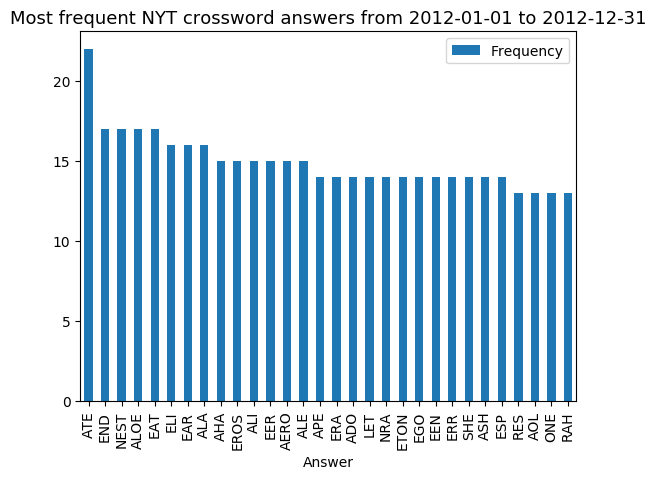 Most frequent NYT crossword answers from 2012-01-01 to 2012-12-31
Frequency
20
15
10
5
0
ATE
END
NEST
ALOE
EAT
ELI
EAR
ALA
AHA
EROS
ALI
EER
AERO
ALE
APE
ERA
ADO
LET
NRA
ETON
EGO
EEN
ERR
SHE
ASH
ESP
RES
AOL
ONE
RAH
Answer